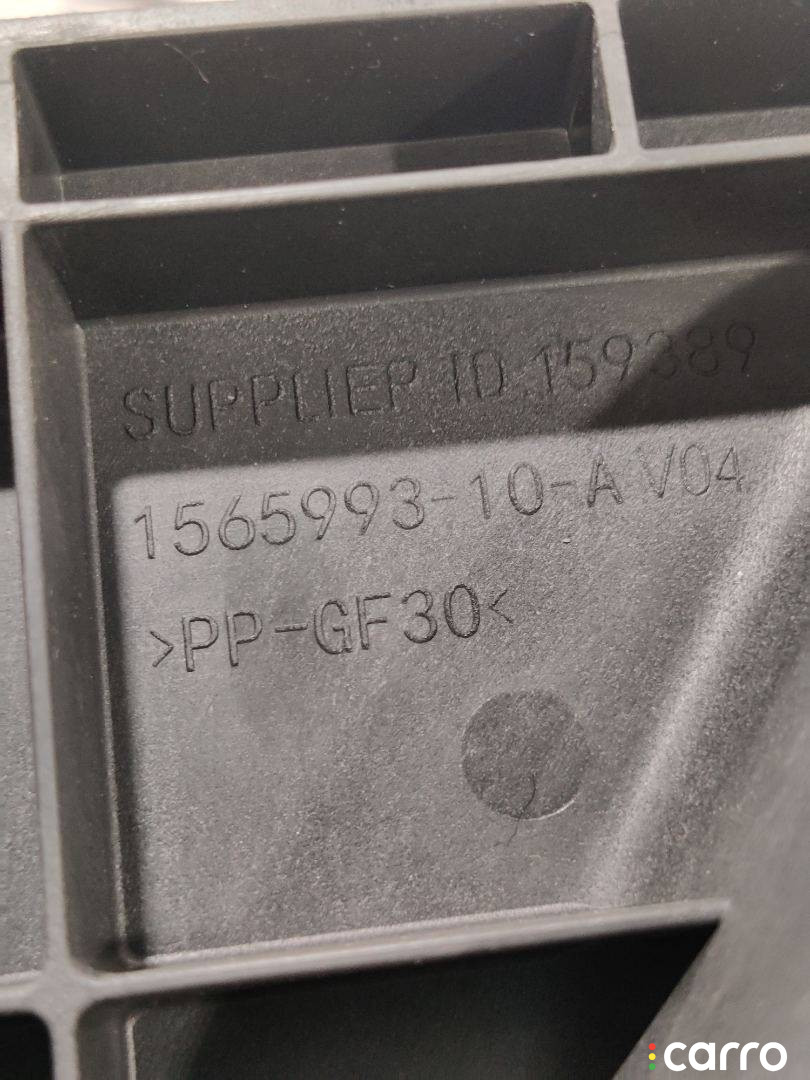 SUPPLIER ID 159389
1565993-10-A V04
>PP-GF30<
carro